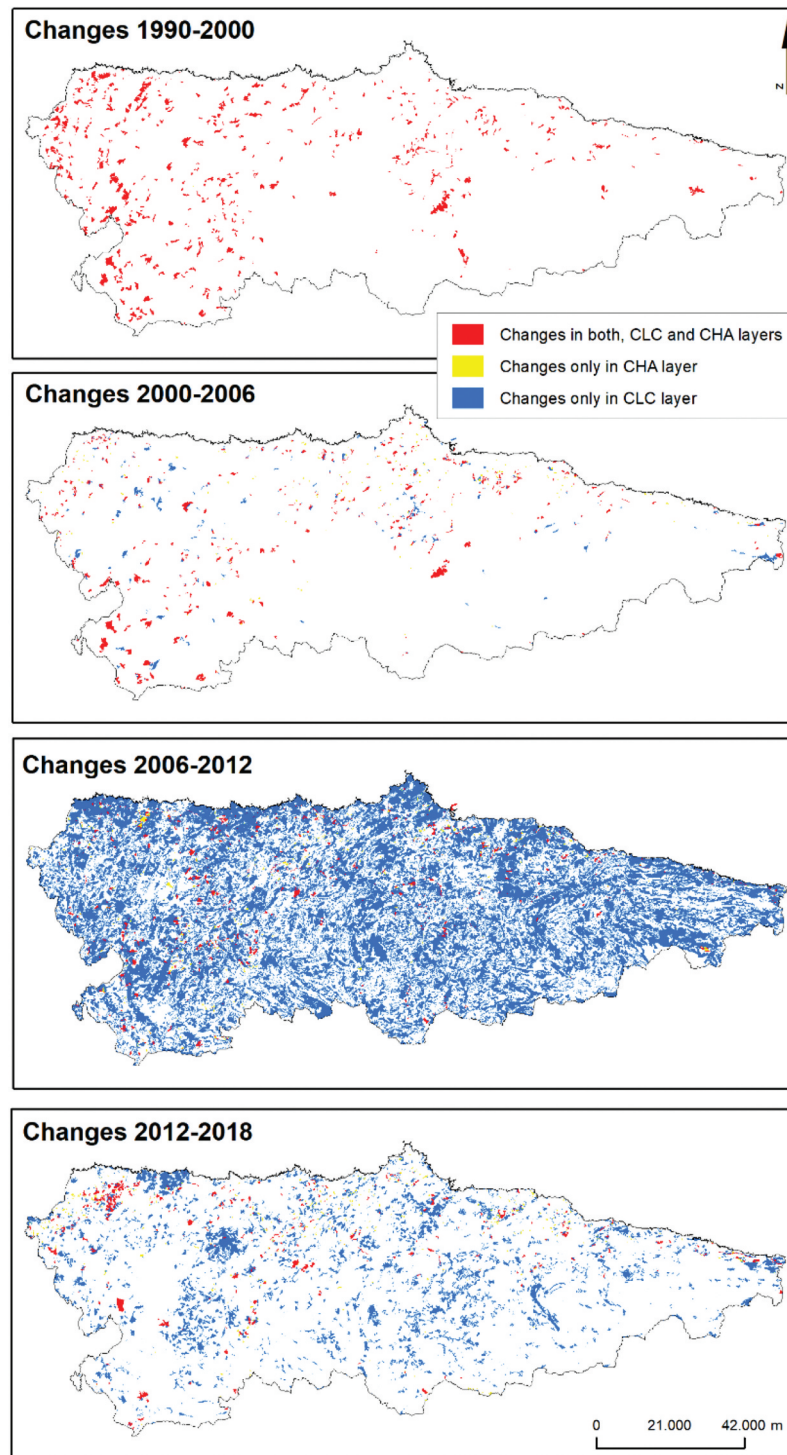 Changes 1990-2000
z
Changes in both, CLC and CHA layers
Changes only in CHA layer
Changes only in CLC layer
Changes 2000-2006
Changes 2006-2012
Changes 2012-2018
0 21.000 42.000 m